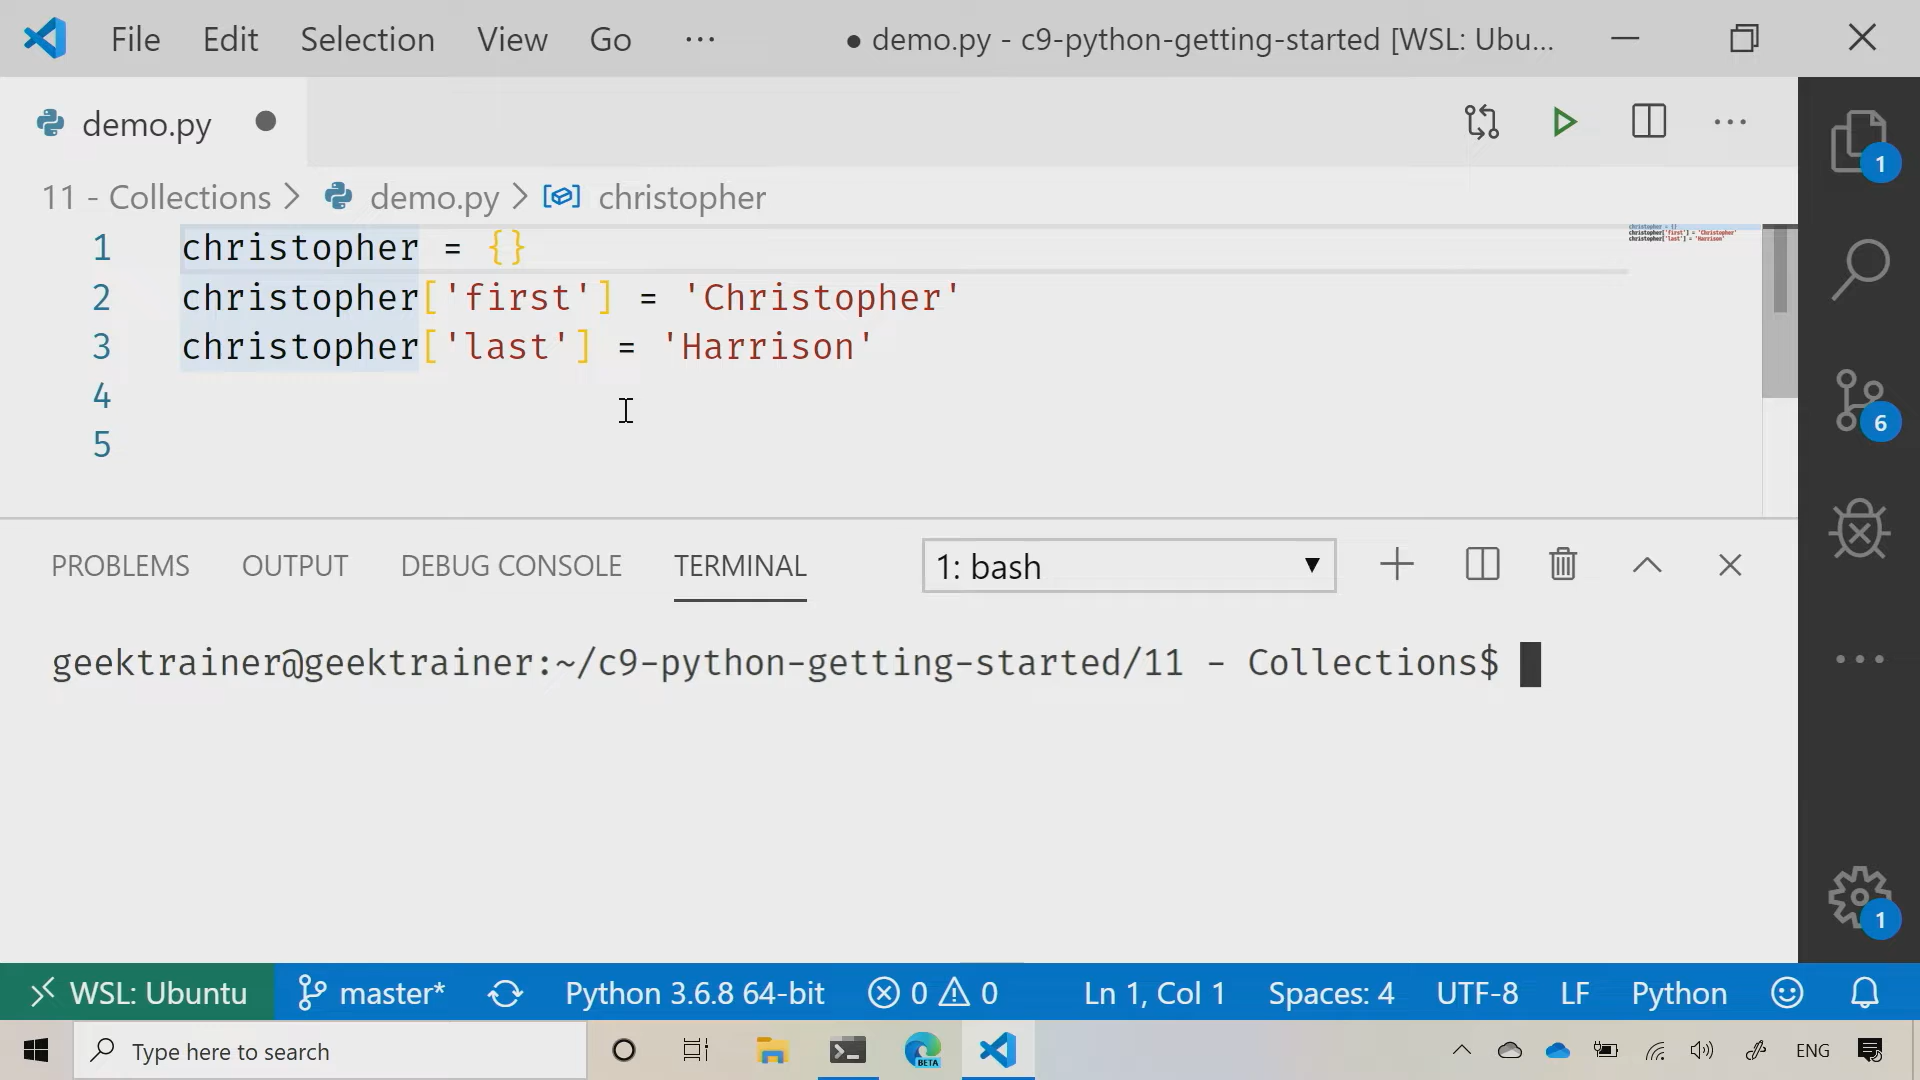 File Edit Selection View Go ··· ● demo.py - c9-python-getting-started [WSL: Ubu...
demo.py
11 - Collections > demo.py > christopher
1 christopher = {}
2 christopher['first'] = 'Christopher'
3 christopher['last'] = 'Harrison'
4
5
PROBLEMS OUTPUT DEBUG CONSOLE TERMINAL 1: bash
geektrainer@geektrainer:~/c9-python-getting-started/11 - Collections$
1
6
1
WSL: Ubuntu master* Python 3.6.8 64-bit 0 0 Ln 1, Col 1 Spaces: 4 UTF-8 LF Python
Type here to search BETA ENG